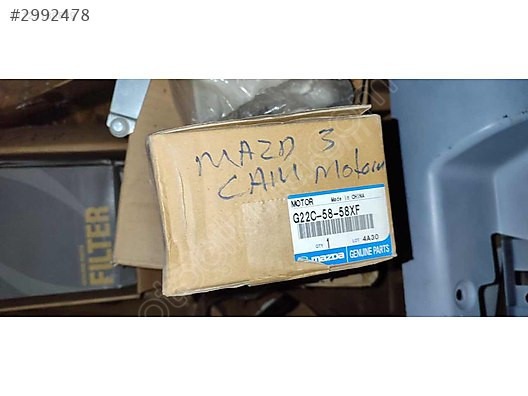 #2992478
MAZD 3
CAM Motoru
MOTOR Made in CHINA
G22C-58-58XF
QTY 1 LOT 4A30
mazda GENUINE PARTS
FILTER